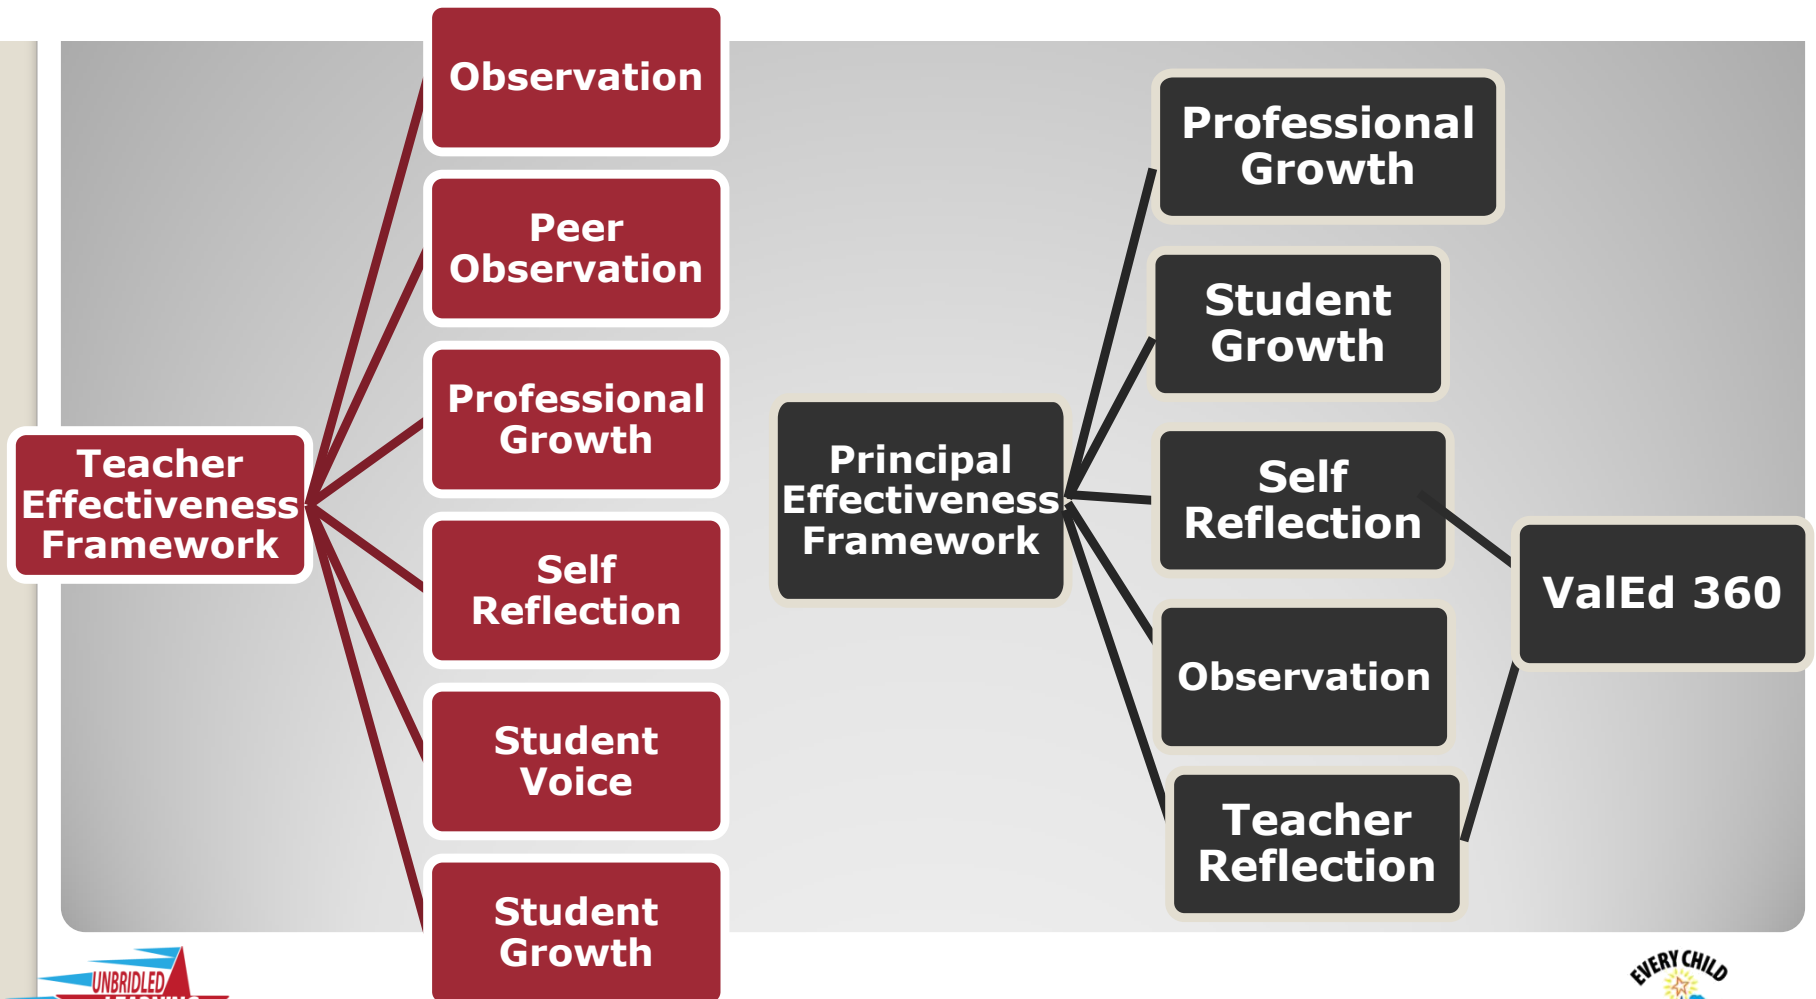 Observation
Peer
Observation
Professional
Growth
Teacher
Effectiveness
Framework
Self
Reflection
Student
Voice
Student
Growth
Professional
Growth
Student
Growth
Principal
Effectiveness
Framework
Self
Reflection
ValEd 360
Observation
Teacher
Reflection
UNBRIDLED
LEARNING
EVERY CHILD